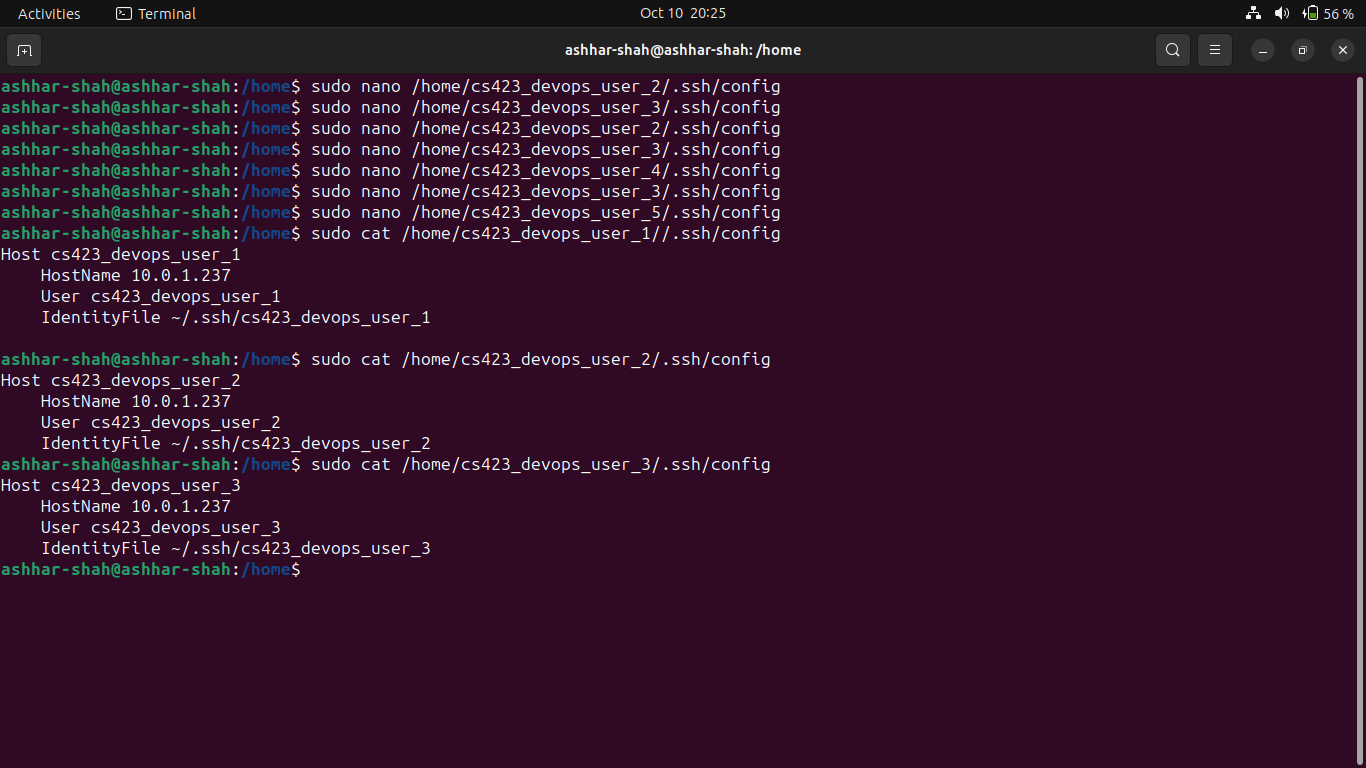 Activities Terminal Oct 10 20:25 56 %
ashhar-shah@ashhar-shah: /home
ashhar-shah@ashhar-shah:/home$ sudo nano /home/cs423_devops_user_2/.ssh/config
ashhar-shah@ashhar-shah:/home$ sudo nano /home/cs423_devops_user_3/.ssh/config
ashhar-shah@ashhar-shah:/home$ sudo nano /home/cs423_devops_user_2/.ssh/config
ashhar-shah@ashhar-shah:/home$ sudo nano /home/cs423_devops_user_3/.ssh/config
ashhar-shah@ashhar-shah:/home$ sudo nano /home/cs423_devops_user_4/.ssh/config
ashhar-shah@ashhar-shah:/home$ sudo nano /home/cs423_devops_user_3/.ssh/config
ashhar-shah@ashhar-shah:/home$ sudo nano /home/cs423_devops_user_5/.ssh/config
ashhar-shah@ashhar-shah:/home$ sudo cat /home/cs423_devops_user_1//.ssh/config
Host cs423_devops_user_1
    HostName 10.0.1.237
    User cs423_devops_user_1
    IdentityFile ~/.ssh/cs423_devops_user_1
ashhar-shah@ashhar-shah:/home$ sudo cat /home/cs423_devops_user_2/.ssh/config
Host cs423_devops_user_2
    HostName 10.0.1.237
    User cs423_devops_user_2
    IdentityFile ~/.ssh/cs423_devops_user_2
ashhar-shah@ashhar-shah:/home$ sudo cat /home/cs423_devops_user_3/.ssh/config
Host cs423_devops_user_3
    HostName 10.0.1.237
    User cs423_devops_user_3
    IdentityFile ~/.ssh/cs423_devops_user_3
ashhar-shah@ashhar-shah:/home$